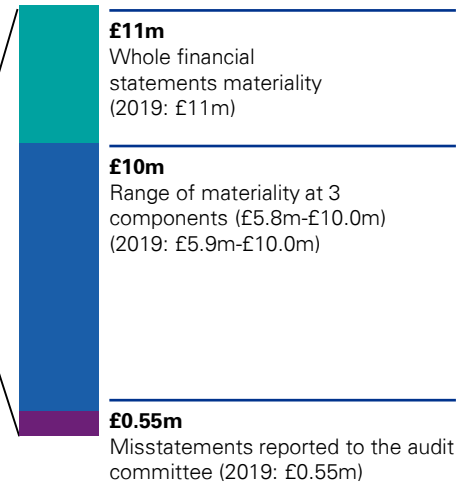 £11m
Whole financial
statements materiality
(2019: £11m)
£10m
Range of materiality at 3
components (£5.8m-£10.0m)
(2019: £5.9m-£10.0m)
£0.55m
Misstatements reported to the audit
committee (2019: £0.55m)